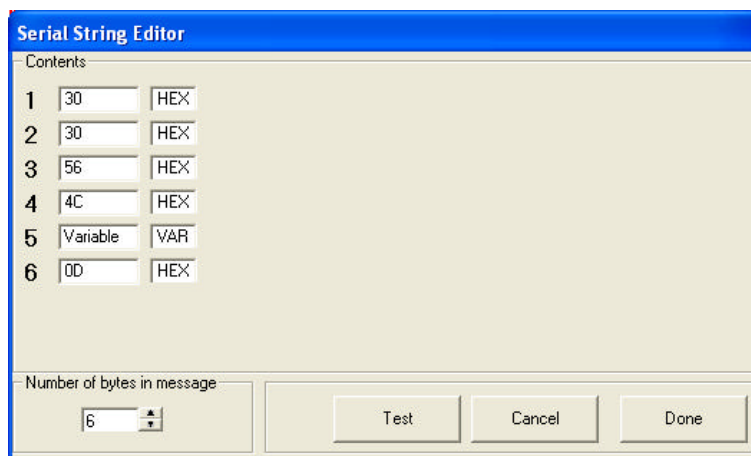 Serial String Editor
Contents
1 30 HEX
2 30 HEX
3 56 HEX
4 4C HEX
5 Variable VAR
6 0D HEX
Number of bytes in message
6
Test Cancel Done